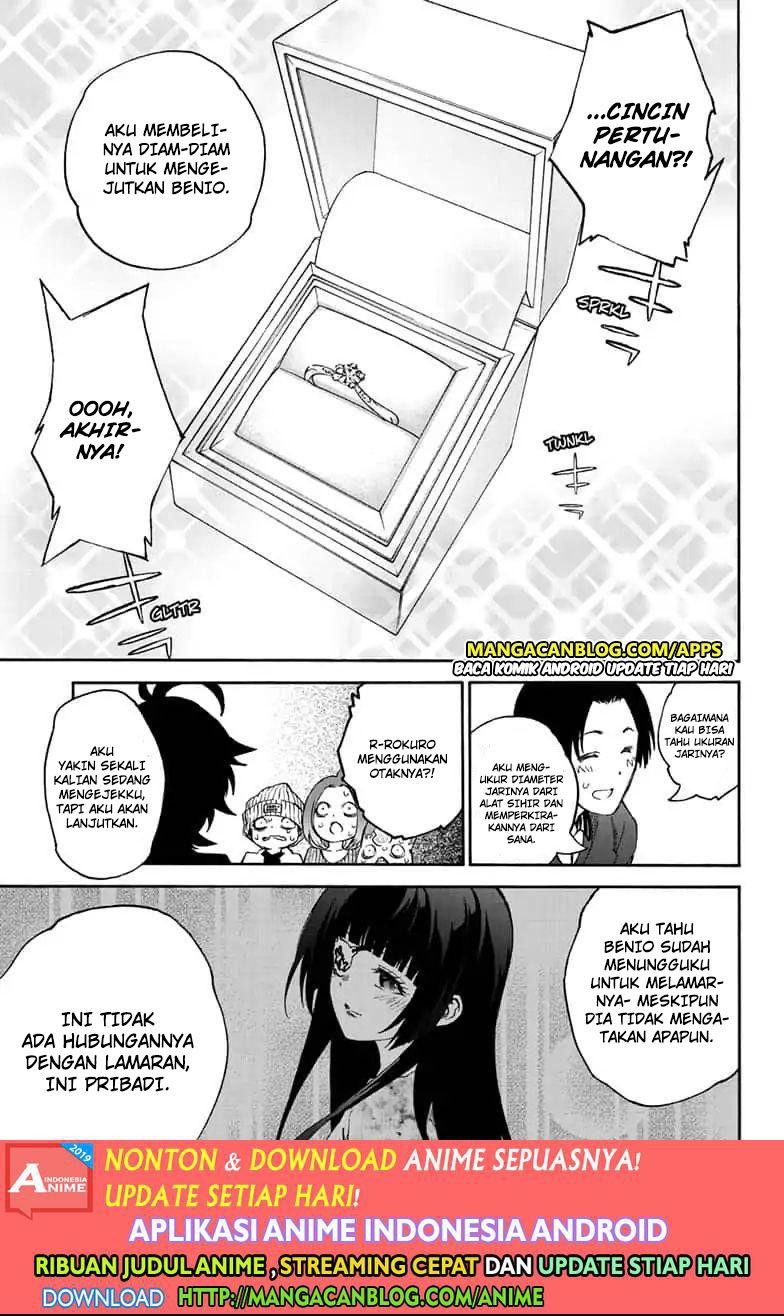 ...CINCIN
PERTU-
NANGAN?!
AKU MEMBELI-
NYA DIAM-DIAM
UNTUK MENGE-
JUTKAN BENIO.
SPRKL
OOOH,
AKHIR-
NYA!
TWNKL
GLTTR
MANGACANBLOG.COM/APPS
BACA KOMIK ANDROID UPDATE TIAP HARI
BAGAIMANA
KAU BISA
TAHU UKURAN
JARINYA?
AKU MENG-
UKUR DIAMETER
JARINYA DARI
ALAT SIHIR DAN
MEMPERKIRA-
KANNYA DARI
SANA.
R-ROKURO
MENGGUNAKAN
OTAKNYA?!
AKU
YAKIN SEKALI
KALIAN SEDANG
MENGEJEKKU,
TAPI AKU AKAN
LANJUTKAN.
AKU TAHU
BENIO SUDAH
MENUNGGUKU
UNTUK MELAMAR-
NYA- MESKIPUN
DIA TIDAK MENGA-
TAKAN APAPUN.
INI TIDAK
ADA HUBUNGANNYA
DENGAN LAMARAN,
INI PRIBADI.
2019
INDONESIA
ANIME
NONTON & DOWNLOAD ANIME SEPUASNYA!
UPDATE SETIAP HARI!
APLIKASI ANIME INDONESIA ANDROID
RIBUAN JUDUL ANIME , STREAMING CEPAT DAN UPDATE STIAP HARI
DOWNLOAD HTTP://MANGACANBLOG.COM/ANIME